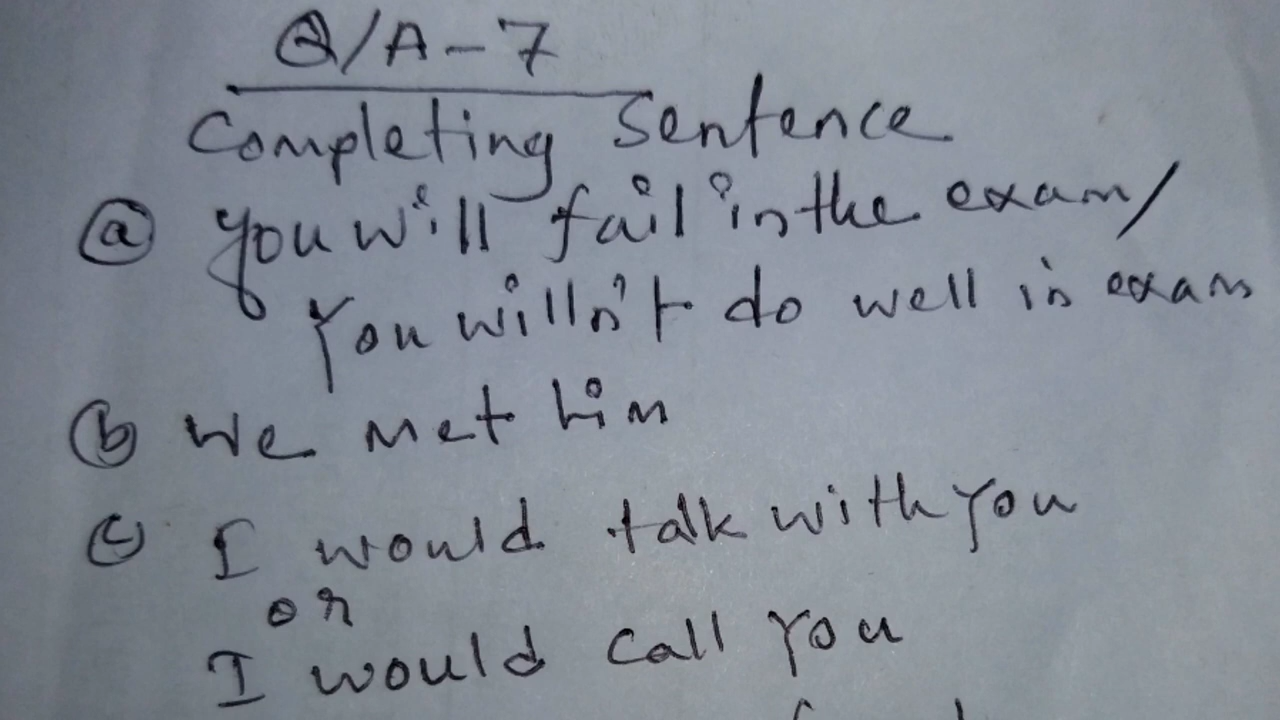 Q/A-7
Completing Sentence
(a) You will fail in the exam/
You willn't do well in exam
(b) We met him
(c) I would talk with you
or
I would call you